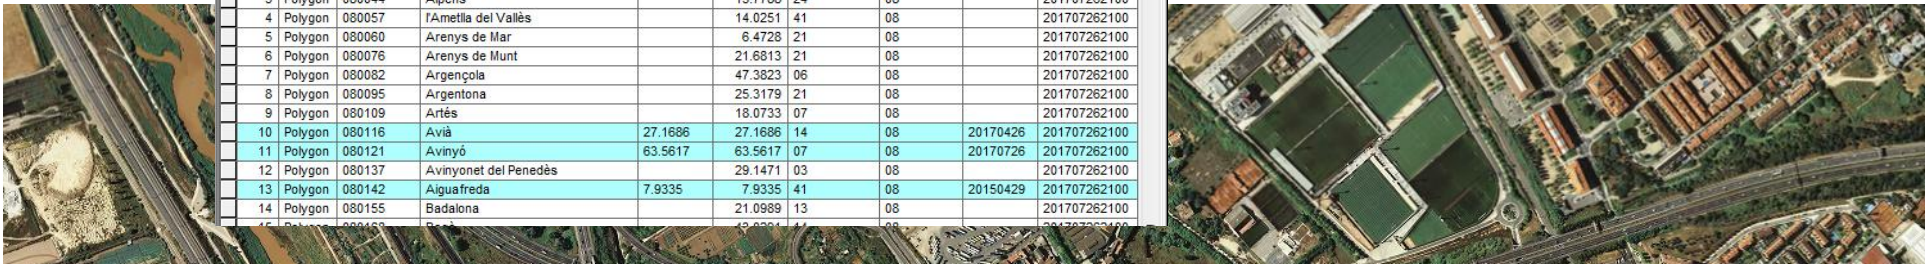 4 Polygon 080057 l'Ametlla del Vallès 14.0251 41 08 201707262100
5 Polygon 080060 Arenys de Mar 6.4728 21 08 201707262100
6 Polygon 080076 Arenys de Munt 21.6813 21 08 201707262100
7 Polygon 080082 Argençola 47.3823 06 08 201707262100
8 Polygon 080095 Argentona 25.3179 21 08 201707262100
9 Polygon 080109 Artés 18.0733 07 08 201707262100
10 Polygon 080116 Avià 27.1686 27.1686 14 08 20170426 201707262100
11 Polygon 080121 Avinyó 63.5617 63.5617 07 08 20170726 201707262100
12 Polygon 080137 Avinyonet del Penedès 29.1471 03 08 201707262100
13 Polygon 080142 Aiguafreda 7.9335 7.9335 41 08 20150429 201707262100
14 Polygon 080155 Badalona 21.0989 13 08 201707262100